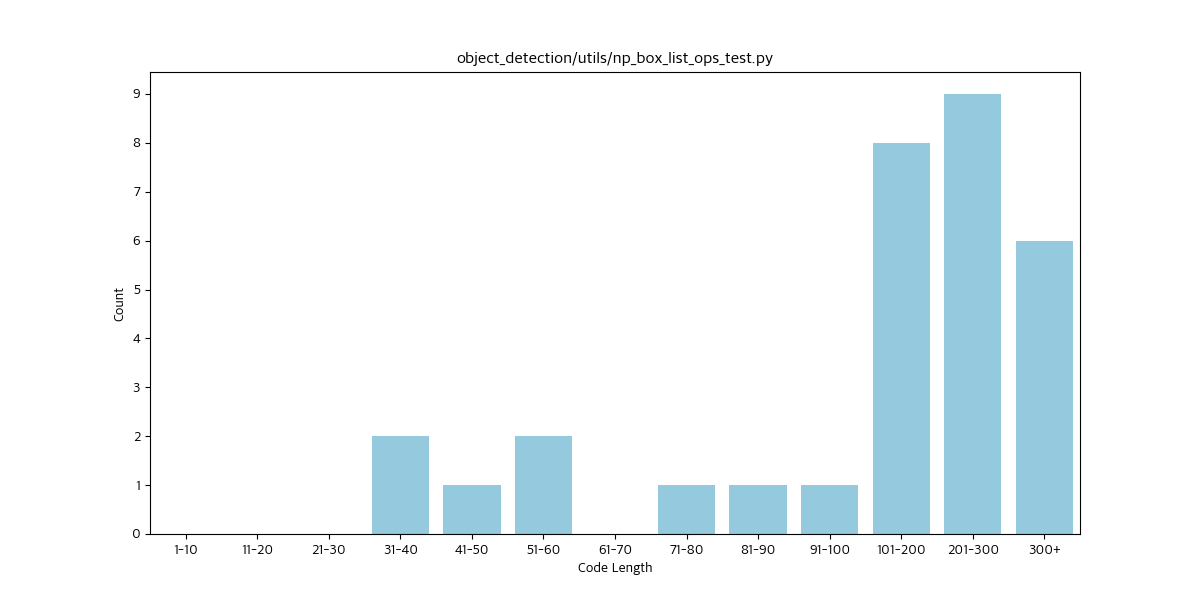 object_detection/utils/np_box_list_ops_test.py
Count
9
8
7
6
5
4
3
2
1
0
1-10 11-20 21-30 31-40 41-50 51-60 61-70 71-80 81-90 91-100 101-200 201-300 300+
Code Length